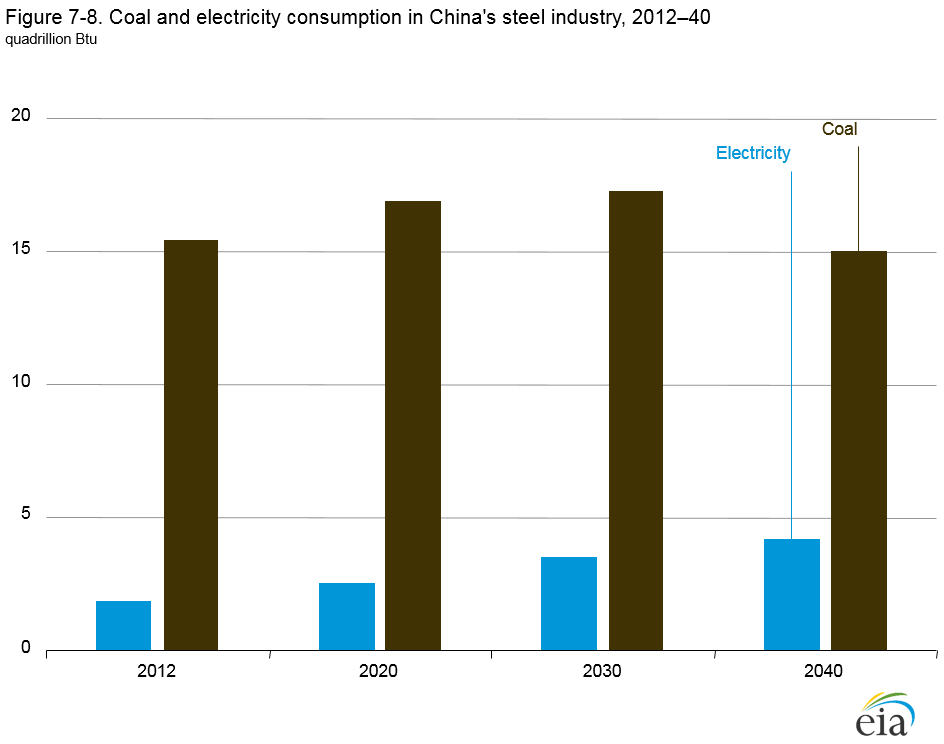 Figure 7-8. Coal and electricity consumption in China's steel industry, 2012–40
quadrillion Btu
20
Coal
Electricity
15
10
5
0
2012 2020 2030 2040
eia